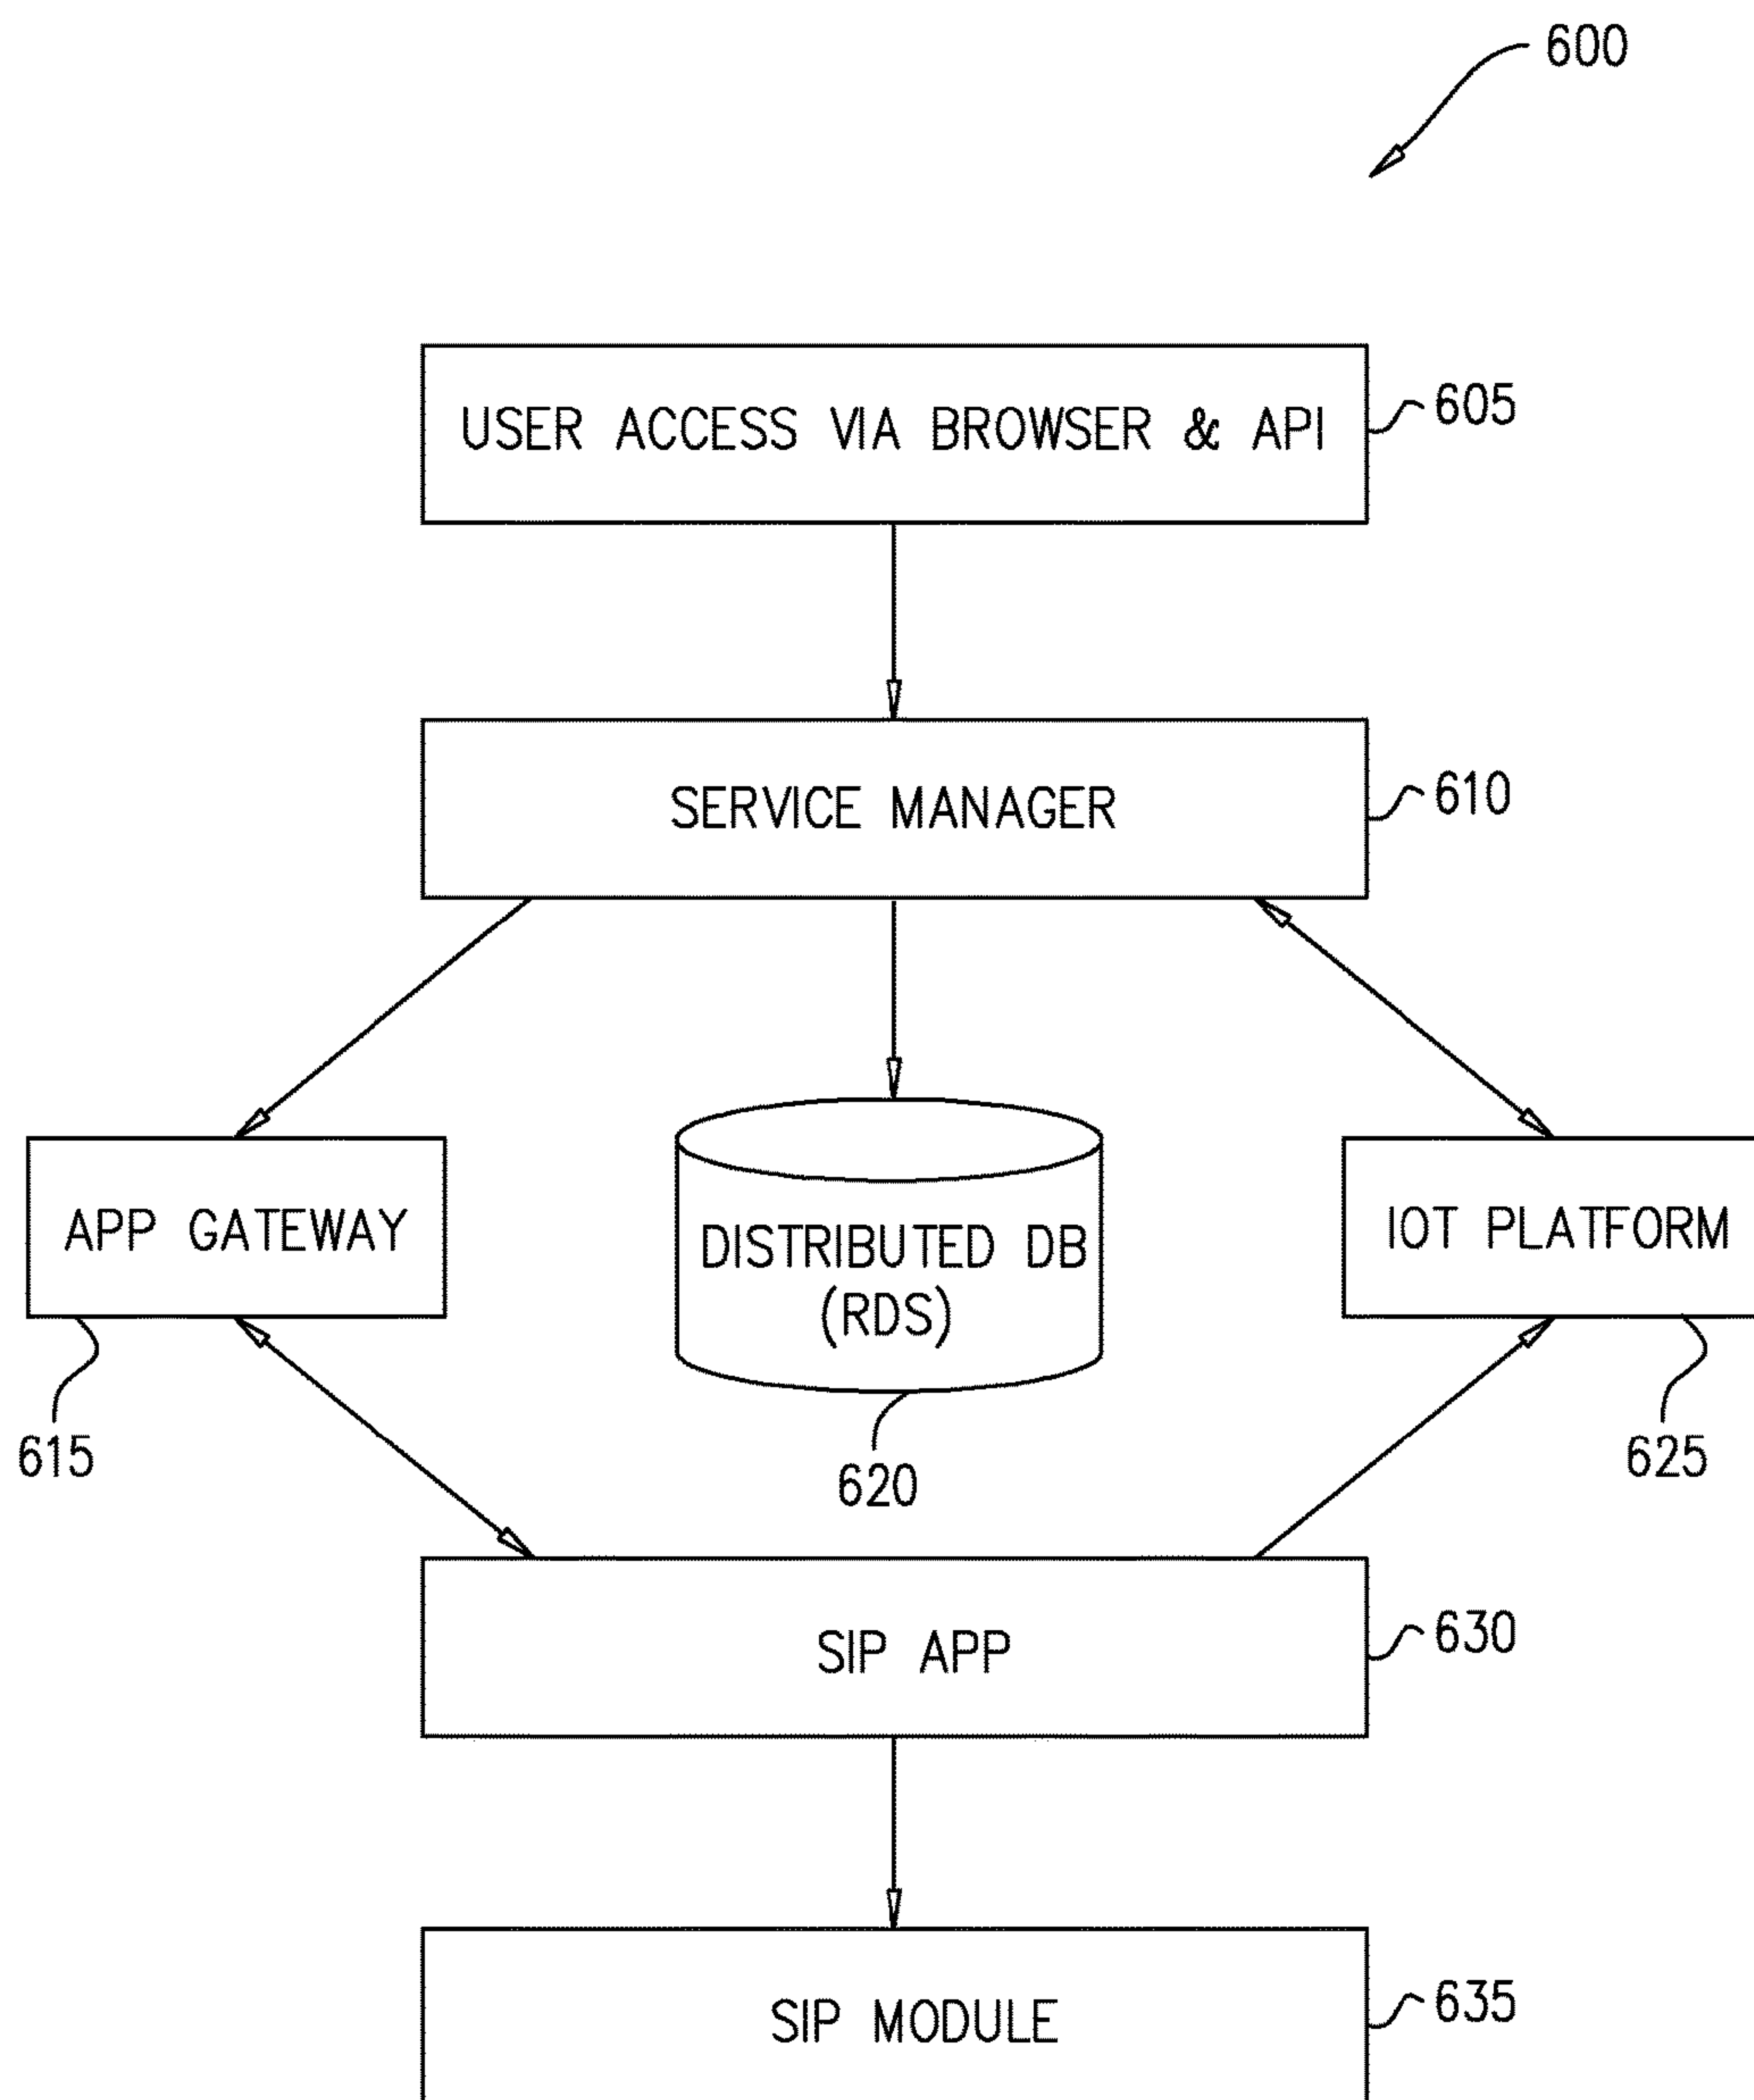 600
USER ACCESS VIA BROWSER & API
605
SERVICE MANAGER
610
APP GATEWAY
DISTRIBUTED DB
(RDS)
IOT PLATFORM
615
620
625
SIP APP
630
SIP MODULE
635